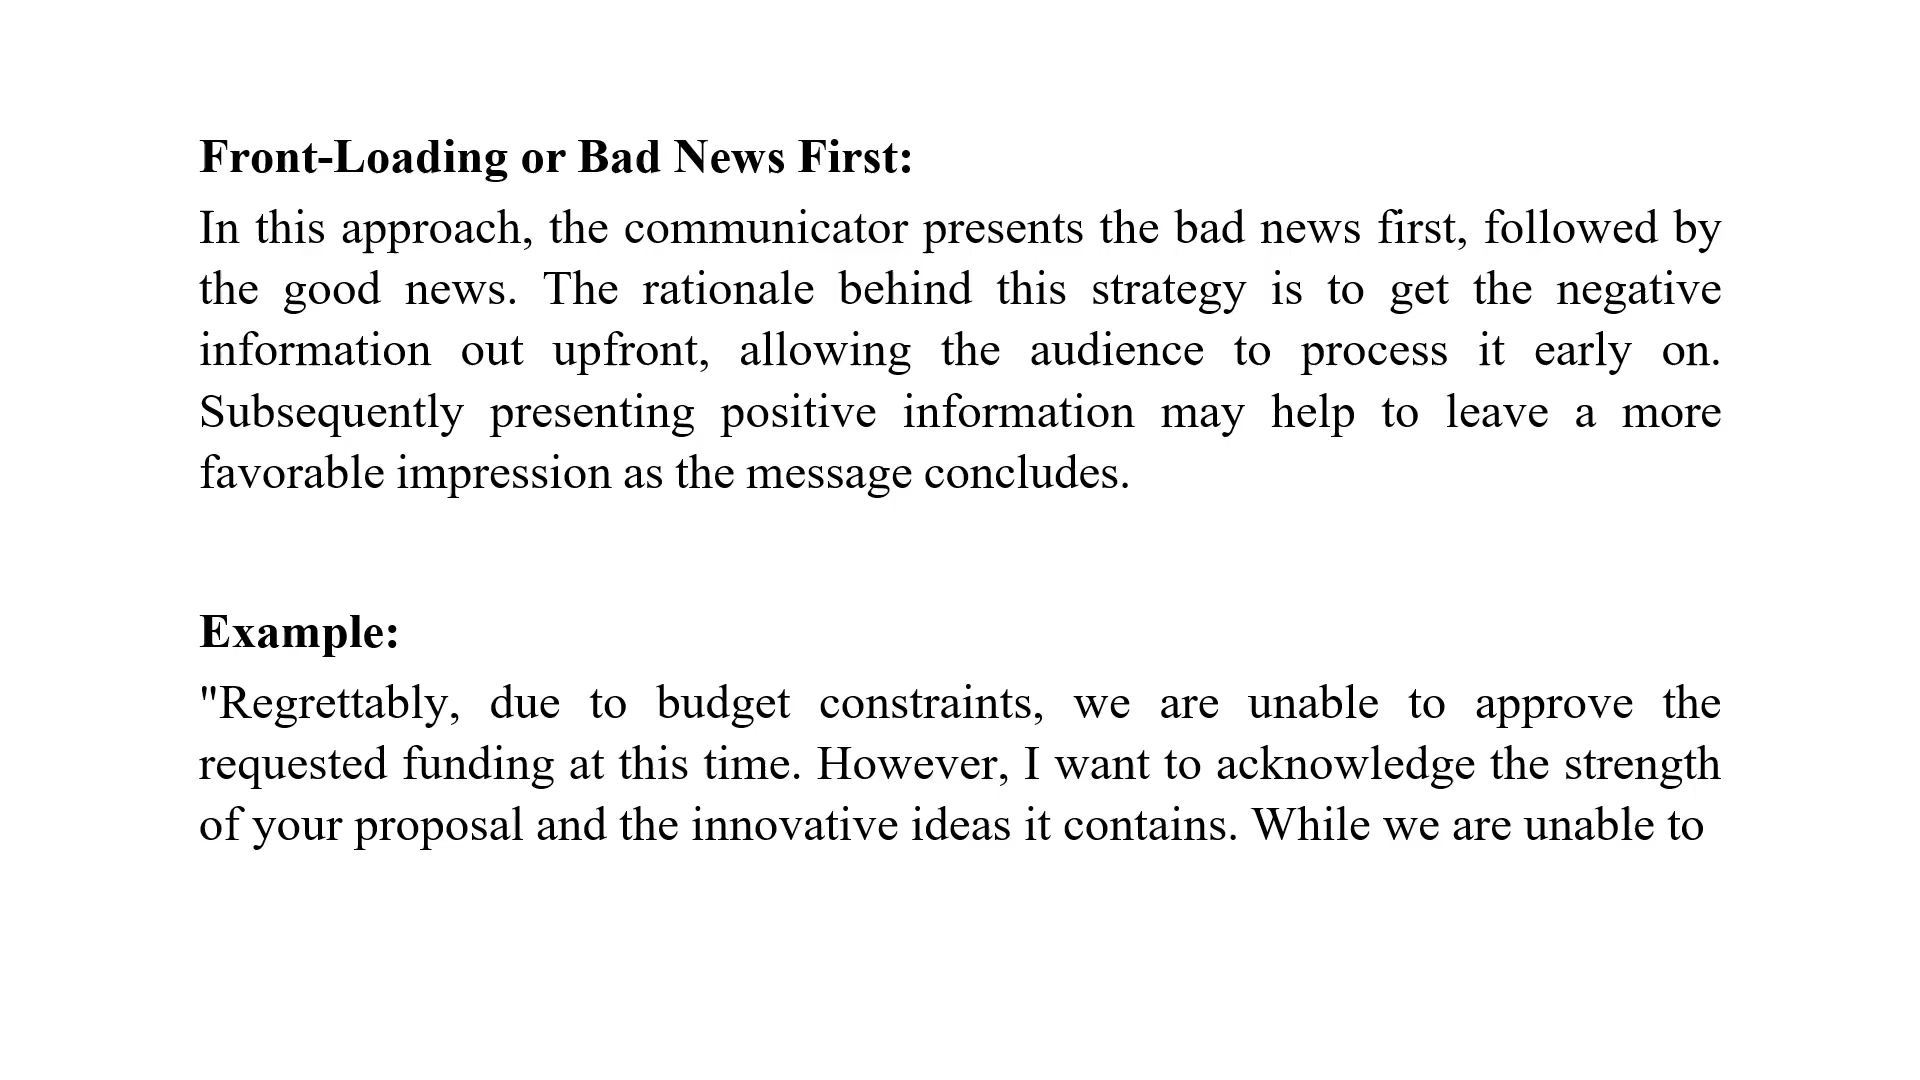 Front-Loading or Bad News First:
In this approach, the communicator presents the bad news first, followed by
the good news. The rationale behind this strategy is to get the negative
information out upfront, allowing the audience to process it early on.
Subsequently presenting positive information may help to leave a more
favorable impression as the message concludes.
Example:
"Regrettably, due to budget constraints, we are unable to approve the
requested funding at this time. However, I want to acknowledge the strength
of your proposal and the innovative ideas it contains. While we are unable to